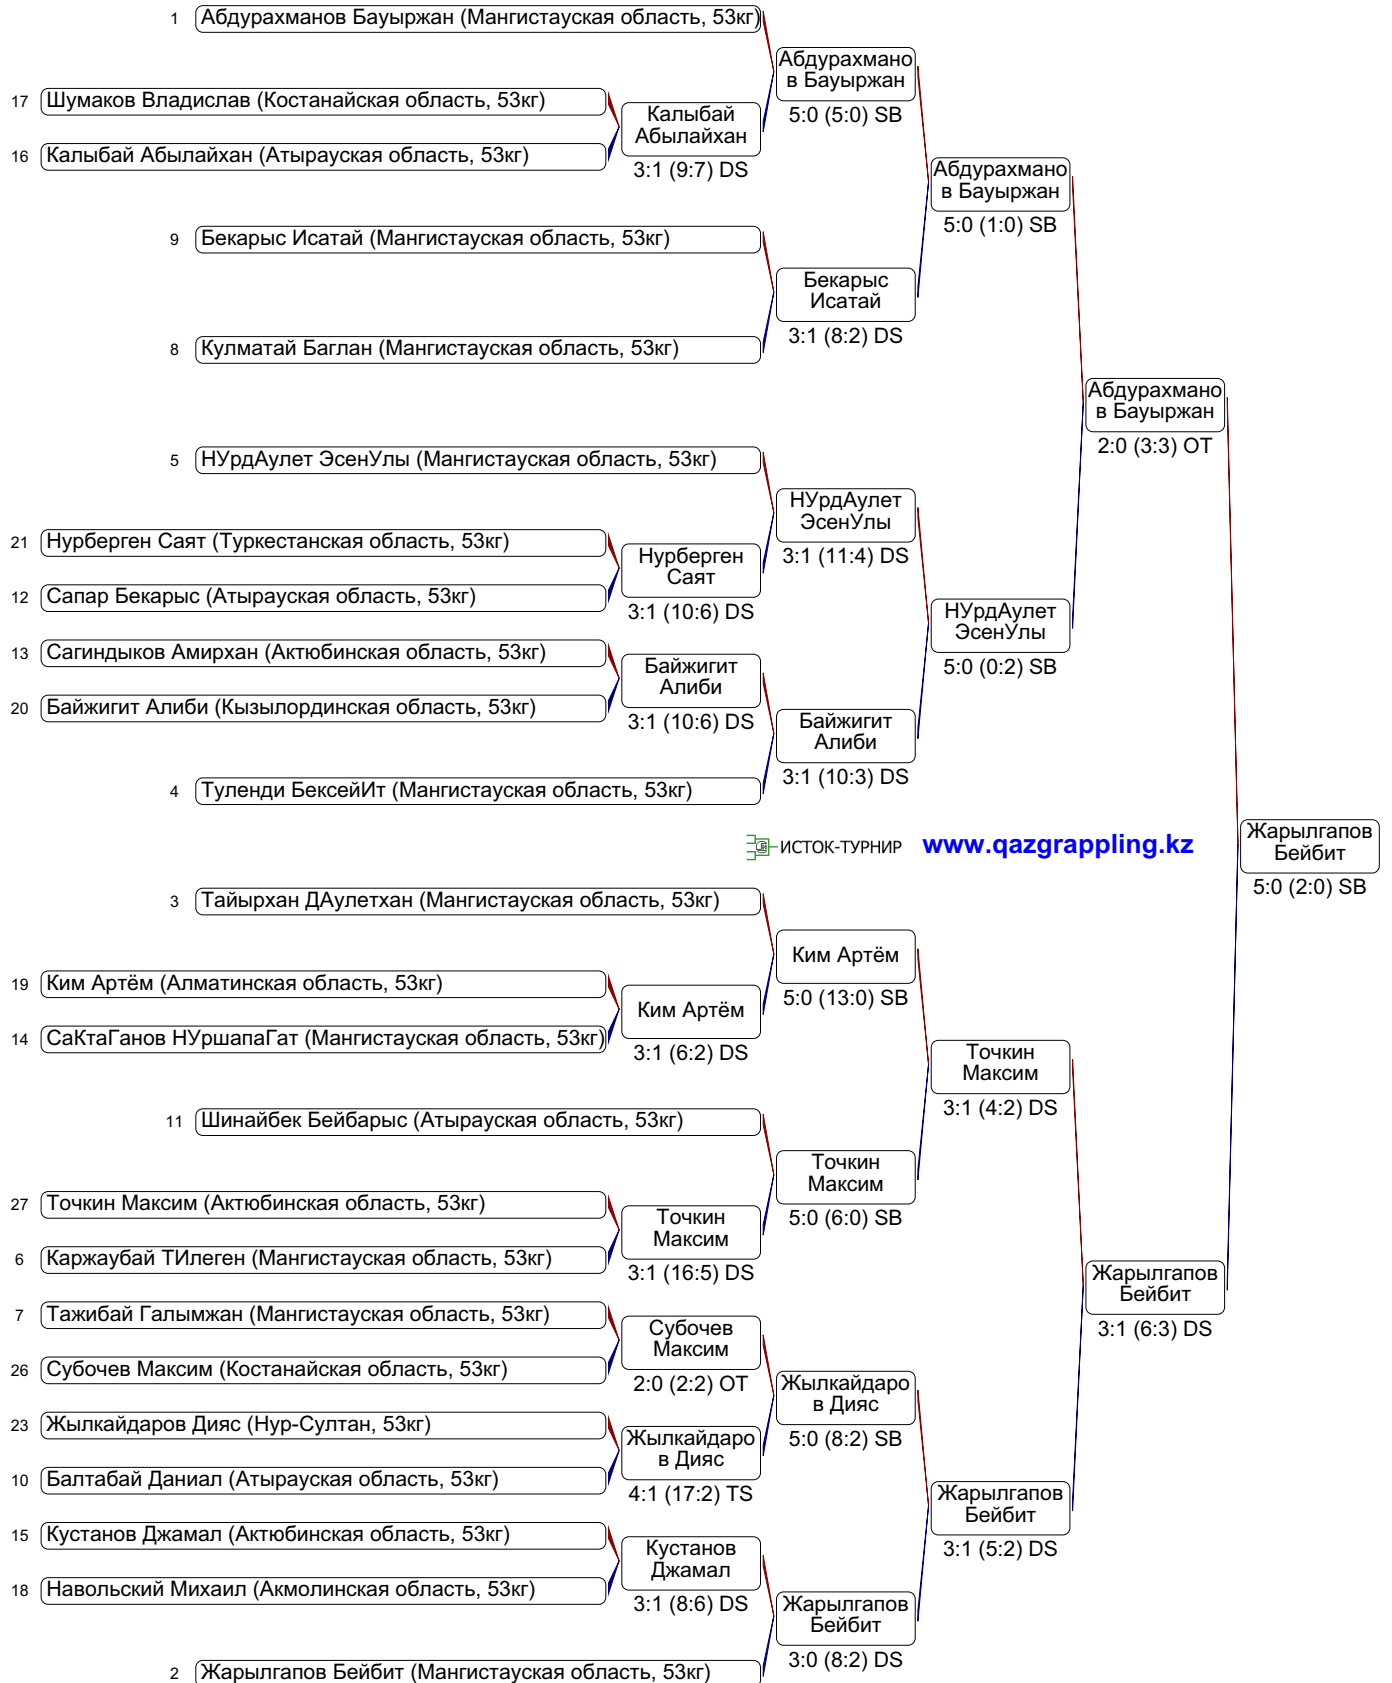 1 Абдурахманов Бауыржан (Мангистауская область, 53кг)
Абдурахмано
в Бауыржан
5:0 (5:0) SB
17 Шумаков Владислав (Костанайская область, 53кг)
Калыбай
Абылайхан
3:1 (9:7) DS
16 Калыбай Абылайхан (Атырауская область, 53кг)
Абдурахмано
в Бауыржан
5:0 (1:0) SB
9 Бекарыс Исатай (Мангистауская область, 53кг)
Бекарыс
Исатай
3:1 (8:2) DS
8 Кулматай Баглан (Мангистауская область, 53кг)
Абдурахмано
в Бауыржан
2:0 (3:3) OT
5 НУрдАулет ЭсенУлы (Мангистауская область, 53кг)
НУрдАулет
ЭсенУлы
3:1 (11:4) DS
21 Нурберген Саят (Туркестанская область, 53кг)
Нурберген
Саят
3:1 (10:6) DS
12 Сапар Бекарыс (Атырауская область, 53кг)
НУрдАулет
ЭсенУлы
5:0 (0:2) SB
13 Сагиндыков Амирхан (Актюбинская область, 53кг)
Байжигит
Алиби
3:1 (10:6) DS
20 Байжигит Алиби (Кызылординская область, 53кг)
Байжигит
Алиби
3:1 (10:3) DS
4 Туленди БексейИт (Мангистауская область, 53кг)
ИСТОК-ТУРНИР www.qazgrappling.kz
Жарылгапов
Бейбит
5:0 (2:0) SB
3 Тайырхан ДАулетхан (Мангистауская область, 53кг)
Ким Артём
5:0 (13:0) SB
19 Ким Артём (Алматинская область, 53кг)
Ким Артём
3:1 (6:2) DS
14 СаКтаГанов НУршапаГат (Мангистауская область, 53кг)
Точкин
Максим
3:1 (4:2) DS
11 Шинайбек Бейбарыс (Атырауская область, 53кг)
Точкин
Максим
5:0 (6:0) SB
27 Точкин Максим (Актюбинская область, 53кг)
Точкин
Максим
3:1 (16:5) DS
6 Каржаубай ТИлеген (Мангистауская область, 53кг)
Жарылгапов
Бейбит
3:1 (6:3) DS
7 Тажибай Галымжан (Мангистауская область, 53кг)
Субочев
Максим
2:0 (2:2) OT
26 Субочев Максим (Костанайская область, 53кг)
Жылкайдаро
в Дияс
5:0 (8:2) SB
23 Жылкайдаров Дияс (Нур-Султан, 53кг)
Жылкайдаро
в Дияс
4:1 (17:2) TS
10 Балтабай Даниал (Атырауская область, 53кг)
Жарылгапов
Бейбит
3:1 (5:2) DS
15 Кустанов Джамал (Актюбинская область, 53кг)
Кустанов
Джамал
3:1 (8:6) DS
18 Навольский Михаил (Акмолинская область, 53кг)
Жарылгапов
Бейбит
3:0 (8:2) DS
2 Жарылгапов Бейбит (Мангистауская область, 53кг)